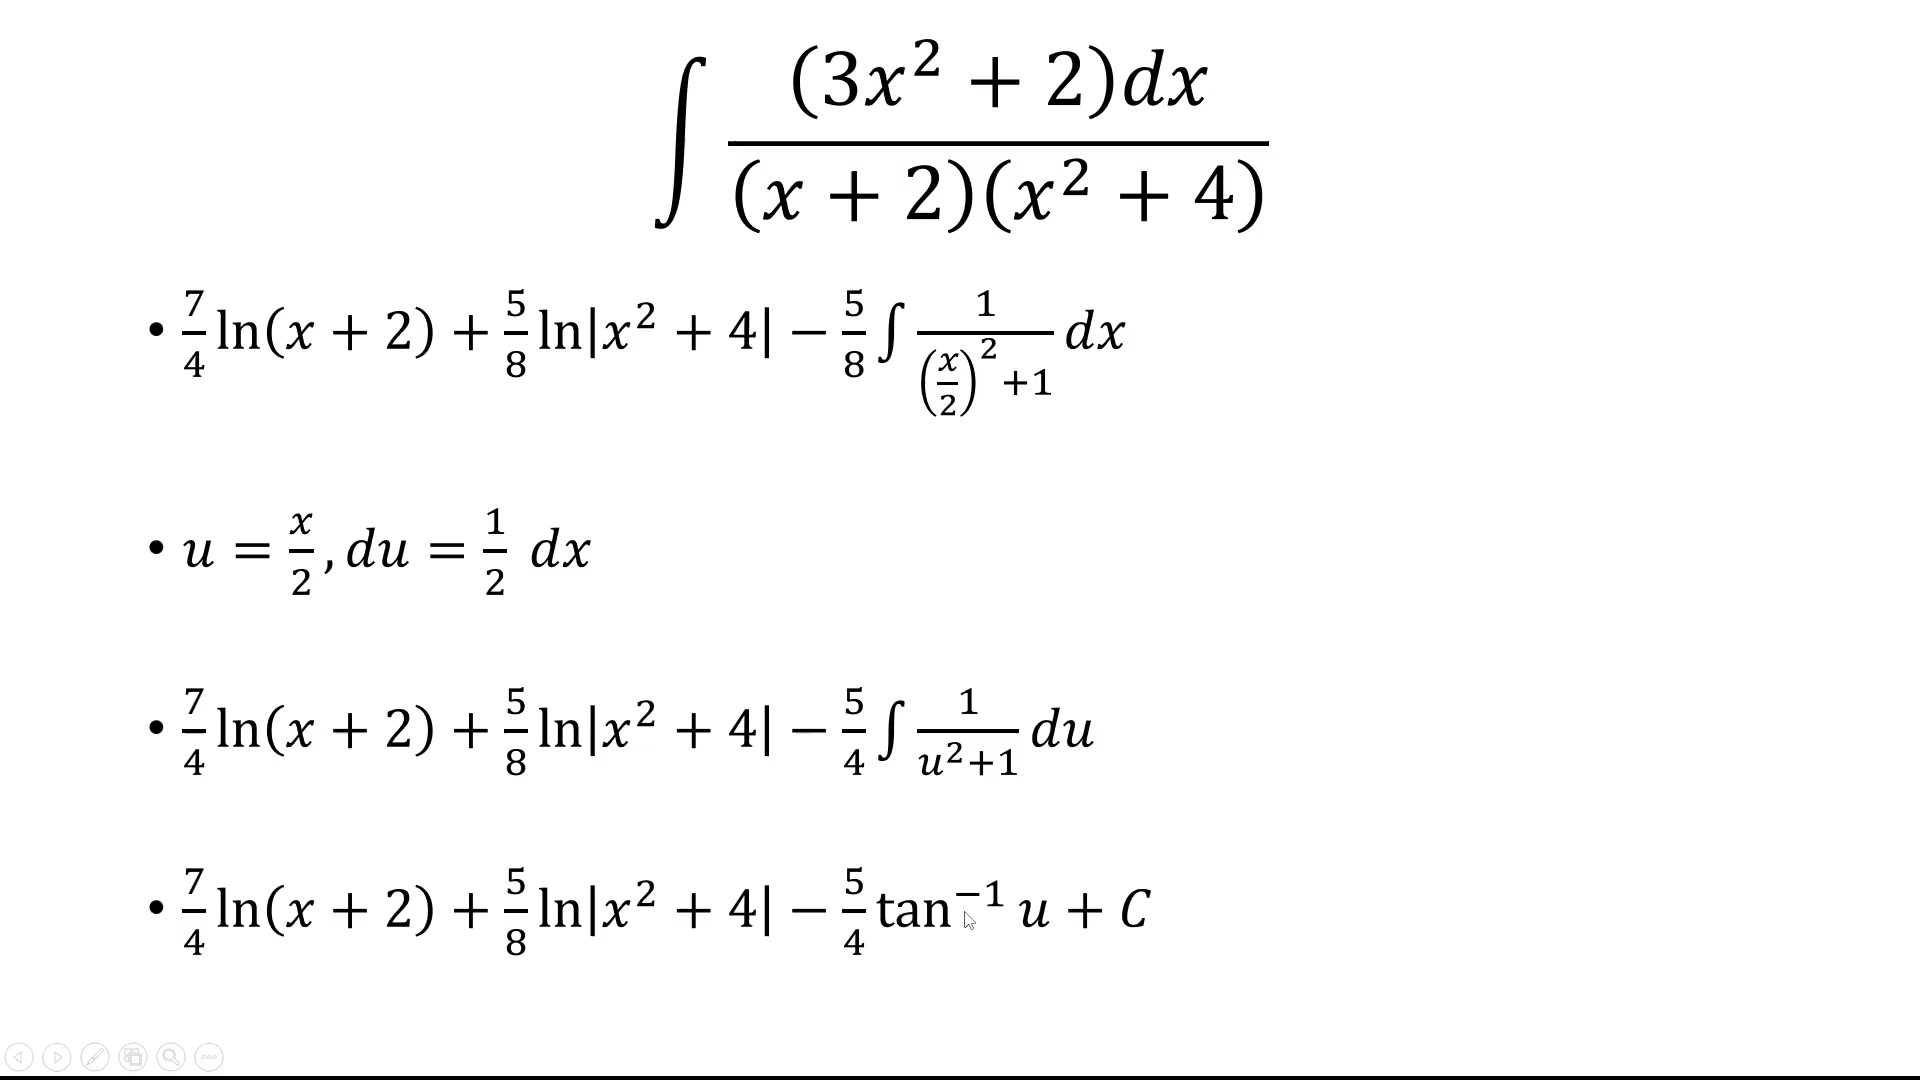 ∫ (3x² + 2)dx / (x + 2)(x² + 4)
• 7/4 ln(x + 2) + 5/8 ln|x² + 4| − 5/8 ∫ 1/((x/2)²+1) dx
• u = x/2, du = 1/2 dx
• 7/4 ln(x + 2) + 5/8 ln|x² + 4| − 5/4 ∫ 1/(u²+1) du
• 7/4 ln(x + 2) + 5/8 ln|x² + 4| − 5/4 tan⁻¹ u + C